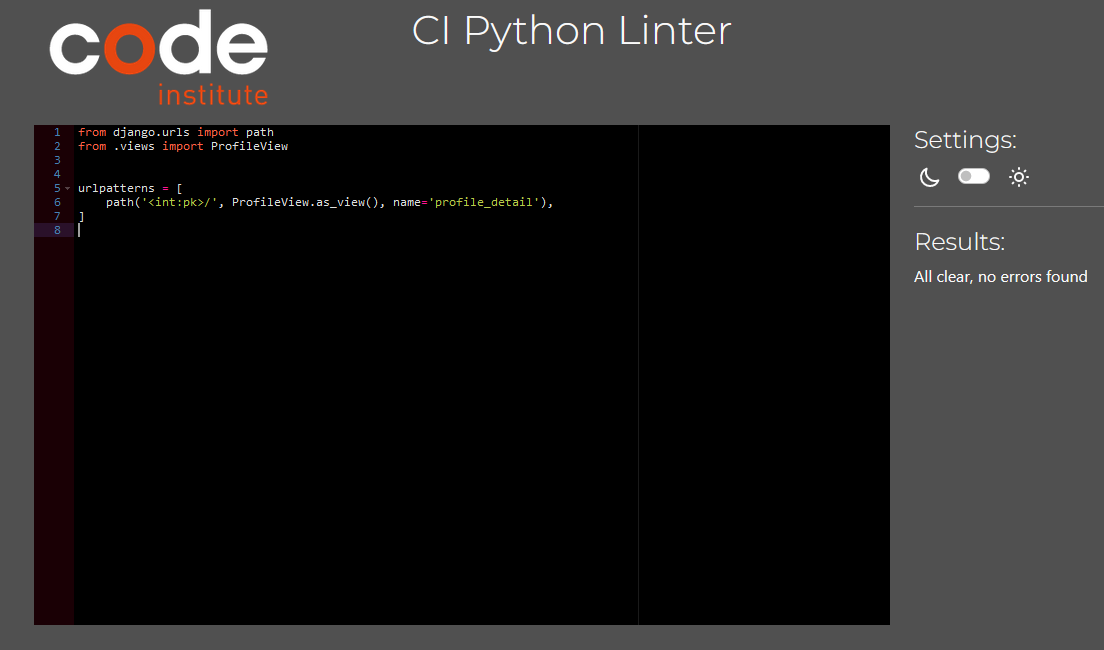 code
institute
CI Python Linter
1 from django.urls import path
2 from .views import ProfileView
3
4
5 urlpatterns = [
6     path('<int:pk>/', ProfileView.as_view(), name='profile_detail'),
7 ]
8
Settings:
Results:
All clear, no errors found